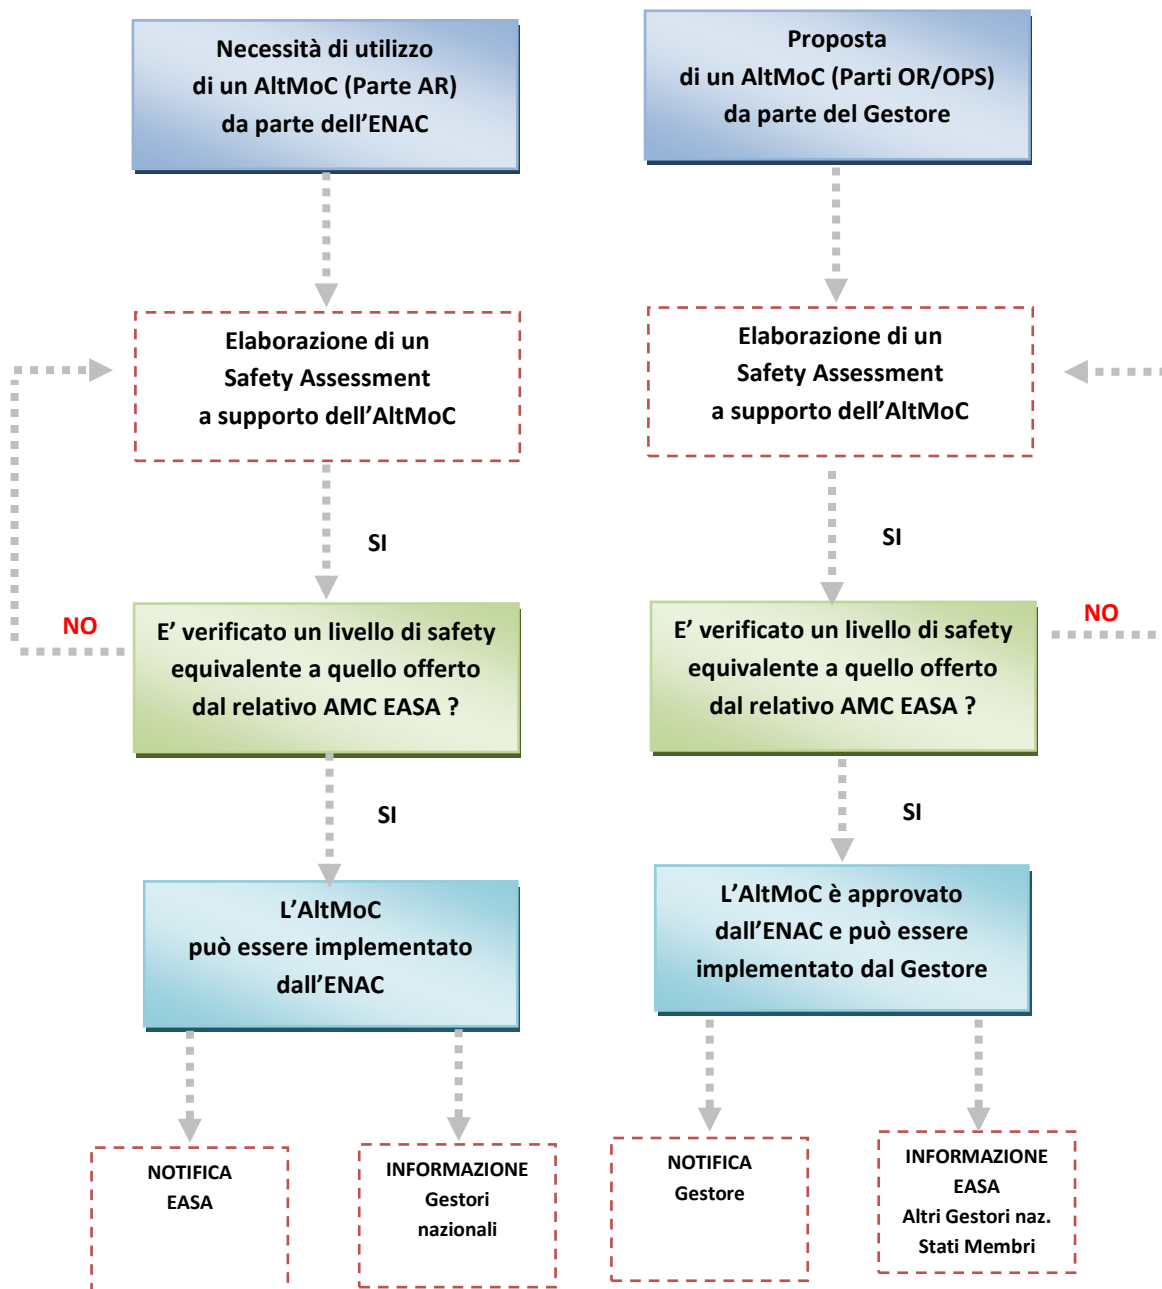 Necessità di utilizzo
di un AltMoC (Parte AR)
da parte dell'ENAC
Elaborazione di un
Safety Assessment
a supporto dell'AltMoC
SI
NO
E' verificato un livello di safety
equivalente a quello offerto
dal relativo AMC EASA ?
SI
L'AltMoC
può essere implementato
dall'ENAC
NOTIFICA
EASA
INFORMAZIONE
Gestori
nazionali
Proposta
di un AltMoC (Parti OR/OPS)
da parte del Gestore
Elaborazione di un
Safety Assessment
a supporto dell'AltMoC
SI
E' verificato un livello di safety
equivalente a quello offerto
dal relativo AMC EASA ?
NO
SI
L'AltMoC è approvato
dall'ENAC e può essere
implementato dal Gestore
NOTIFICA
Gestore
INFORMAZIONE
EASA
Altri Gestori naz.
Stati Membri